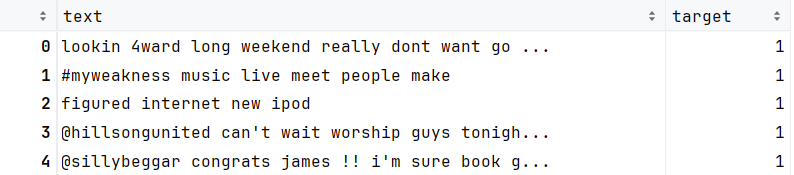 text target
0 lookin 4ward long weekend really dont want go ... 1
1 #myweakness music live meet people make 1
2 figured internet new ipod 1
3 @hillsongunited can't wait worship guys tonigh... 1
4 @sillybeggar congrats james !! i'm sure book g... 1